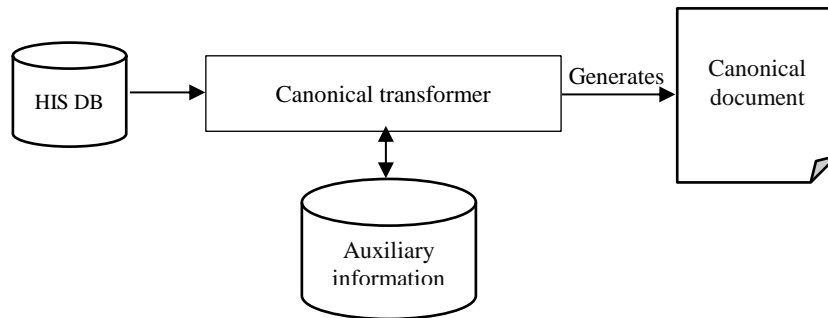 HIS DB
Canonical transformer
Generates
Canonical
document
Auxiliary
information